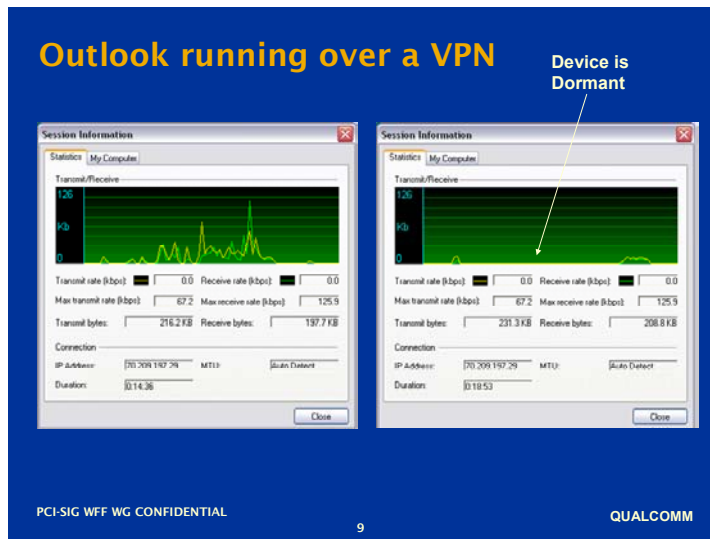 Outlook running over a VPN
Device is
Dormant
Session Information
Statistics My Computer
Transmit/Receive
126
Kb
0
Transmit rate (kbps): 0.0 Receive rate (kbps): 0.0
Max transmit rate (kbps): 67.2 Max receive rate (kbps): 125.9
Transmit bytes: 216.2 KB Receive bytes: 197.7 KB
Connection
IP Address: 70.209.197.29 MTU: Auto Detect
Duration: 0:14:36
Close
Session Information
Statistics My Computer
Transmit/Receive
126
Kb
0
Transmit rate (kbps): 0.0 Receive rate (kbps): 0.0
Max transmit rate (kbps): 67.2 Max receive rate (kbps): 125.9
Transmit bytes: 231.3 KB Receive bytes: 208.8 KB
Connection
IP Address: 70.209.197.29 MTU: Auto Detect
Duration: 0:18:53
Close
PCI-SIG WFF WG CONFIDENTIAL
9
QUALCOMM